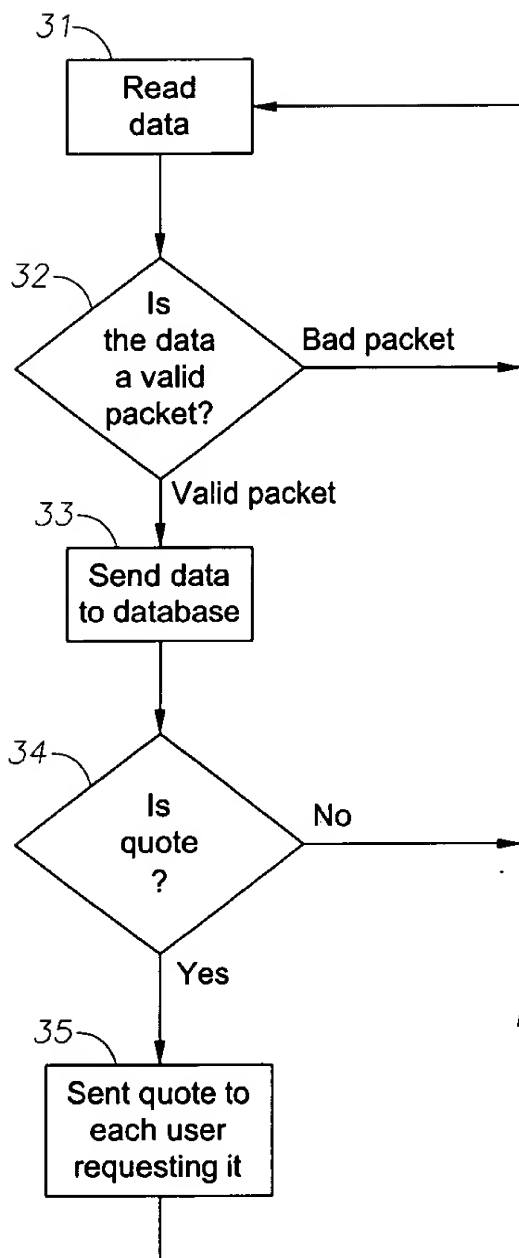 31
Read
data
32
Is
the data
a valid
packet?
Bad packet
Valid packet
33
Send data
to database
34
Is
quote
?
No
Yes
35
Sent quote to
each user
requesting it